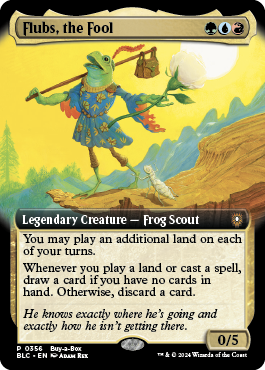 Flubs, the Fool
Legendary Creature — Frog Scout
You may play an additional land on each
of your turns.
Whenever you play a land or cast a spell,
draw a card if you have no cards in
hand. Otherwise, discard a card.
He knows exactly where he's going and
exactly how he isn't getting there.
0/5
P 0356 Buy-a-Box
BLC • EN Adam Rex
™ & © 2024 Wizards of the Coast